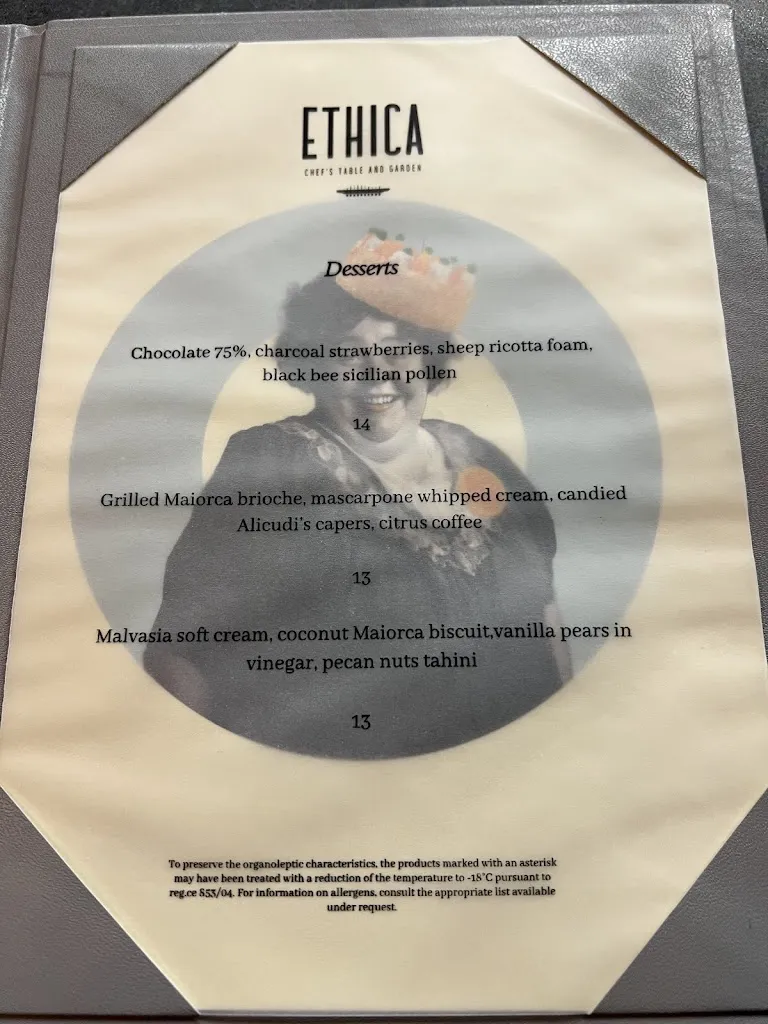 ETHICA
CHEF'S TABLE AND GARDEN
Desserts
Chocolate 75%, charcoal strawberries, sheep ricotta foam,
black bee sicilian pollen
14
Grilled Maiorca brioche, mascarpone whipped cream, candied
Alicudi's capers, citrus coffee
13
Malvasia soft cream, coconut Maiorca biscuit,vanilla pears in
vinegar, pecan nuts tahini
13
To preserve the organoleptic characteristics, the products marked with an asterisk
may have been treated with a reduction of the temperature to -18°C pursuant to
reg.ce 853/04. For information on allergens, consult the appropriate list available
under request.